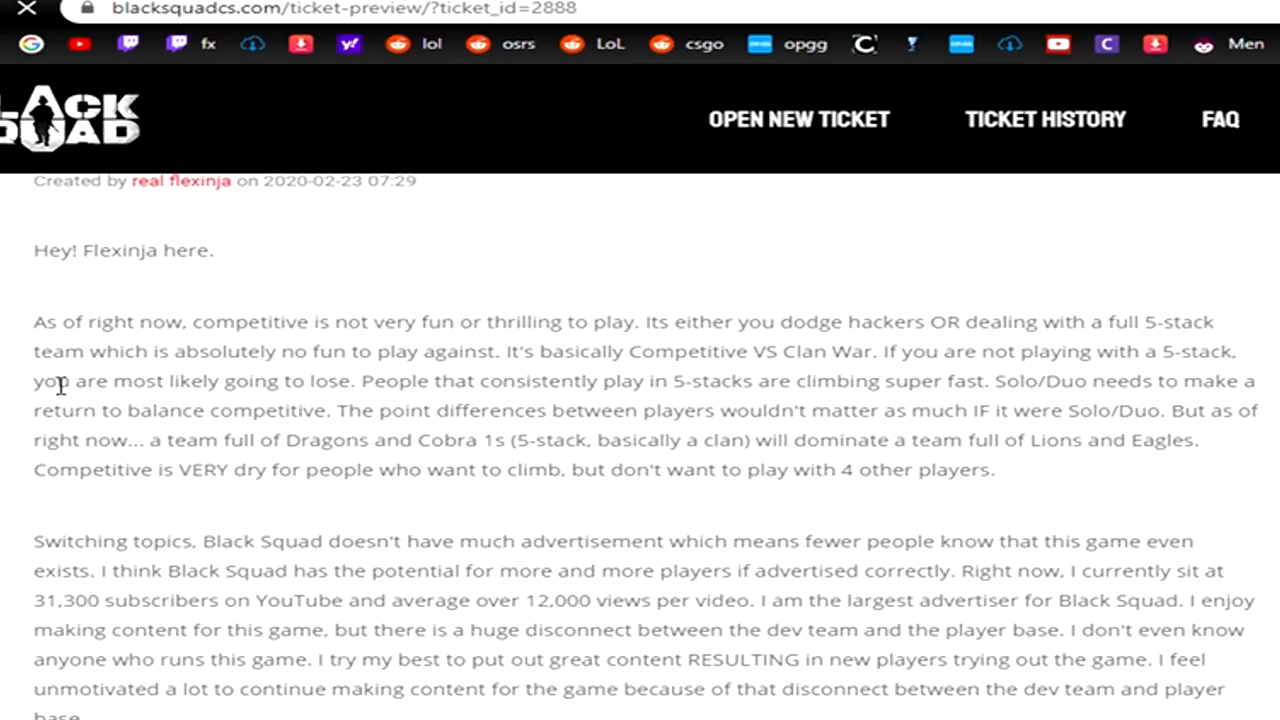 blacksquadcs.com/ticket-preview/?ticket_id=2888
fx lol osrs LoL csgo opgg Men
LACK
QUAD
OPEN NEW TICKET TICKET HISTORY FAQ
Created by real flexinja on 2020-02-23 07:29
Hey! Flexinja here.
As of right now, competitive is not very fun or thrilling to play. Its either you dodge hackers OR dealing with a full 5-stack
team which is absolutely no fun to play against. It's basically Competitive VS Clan War. If you are not playing with a 5-stack,
you are most likely going to lose. People that consistently play in 5-stacks are climbing super fast. Solo/Duo needs to make a
return to balance competitive. The point differences between players wouldn't matter as much IF it were Solo/Duo. But as of
right now... a team full of Dragons and Cobra 1s (5-stack, basically a clan) will dominate a team full of Lions and Eagles.
Competitive is VERY dry for people who want to climb, but don't want to play with 4 other players.
Switching topics, Black Squad doesn't have much advertisement which means fewer people know that this game even
exists. I think Black Squad has the potential for more and more players if advertised correctly. Right now, I currently sit at
31,300 subscribers on YouTube and average over 12,000 views per video. I am the largest advertiser for Black Squad. I enjoy
making content for this game, but there is a huge disconnect between the dev team and the player base. I don't even know
anyone who runs this game. I try my best to put out great content RESULTING in new players trying out the game. I feel
unmotivated a lot to continue making content for the game because of that disconnect between the dev team and player
base.